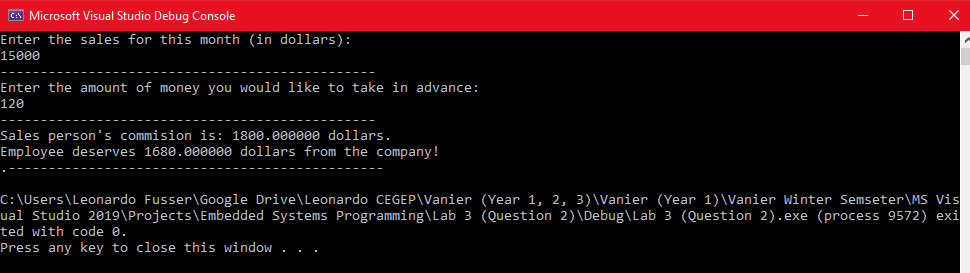 Microsoft Visual Studio Debug Console
Enter the sales for this month (in dollars):
15000
-----------------------------------------------
Enter the amount of money you would like to take in advance:
120
-----------------------------------------------
Sales person's commision is: 1800.000000 dollars.
Employee deserves 1680.000000 dollars from the company!
.-----------------------------------------------
C:\Users\Leonardo Fusser\Google Drive\Leonardo CEGEP\Vanier (Year 1, 2, 3)\Vanier (Year 1)\Vanier Winter Semseter\MS Vis
ual Studio 2019\Projects\Embedded Systems Programming\Lab 3 (Question 2)\Debug\Lab 3 (Question 2).exe (process 9572) exi
ted with code 0.
Press any key to close this window . . .